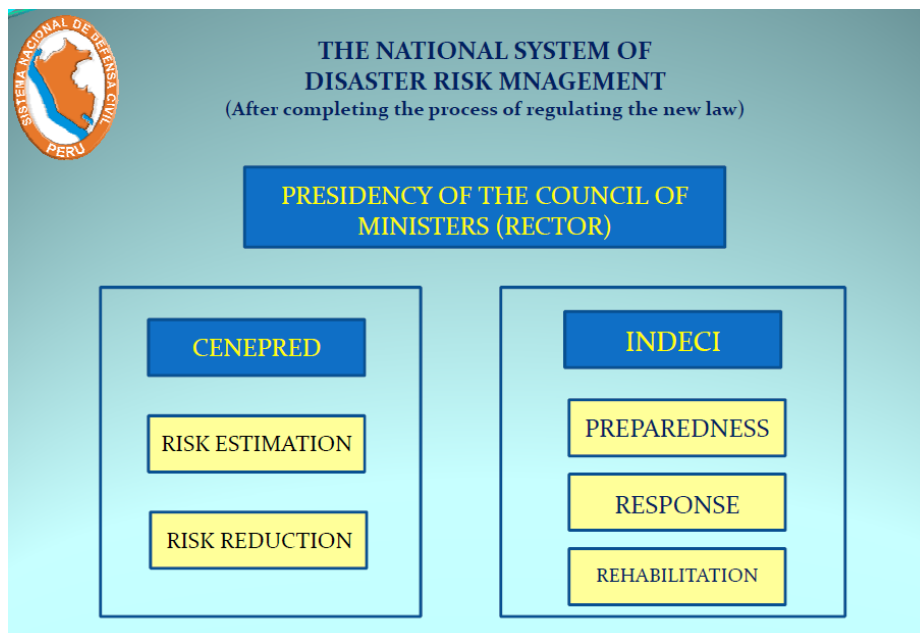 SISTEMA NACIONAL DE DEFENSA CIVIL
PERU
THE NATIONAL SYSTEM OF
DISASTER RISK MNAGEMENT
(After completing the process of regulating the new law)
PRESIDENCY OF THE COUNCIL OF
MINISTERS (RECTOR)
CENEPRED
RISK ESTIMATION
RISK REDUCTION
INDECI
PREPAREDNESS
RESPONSE
REHABILITATION